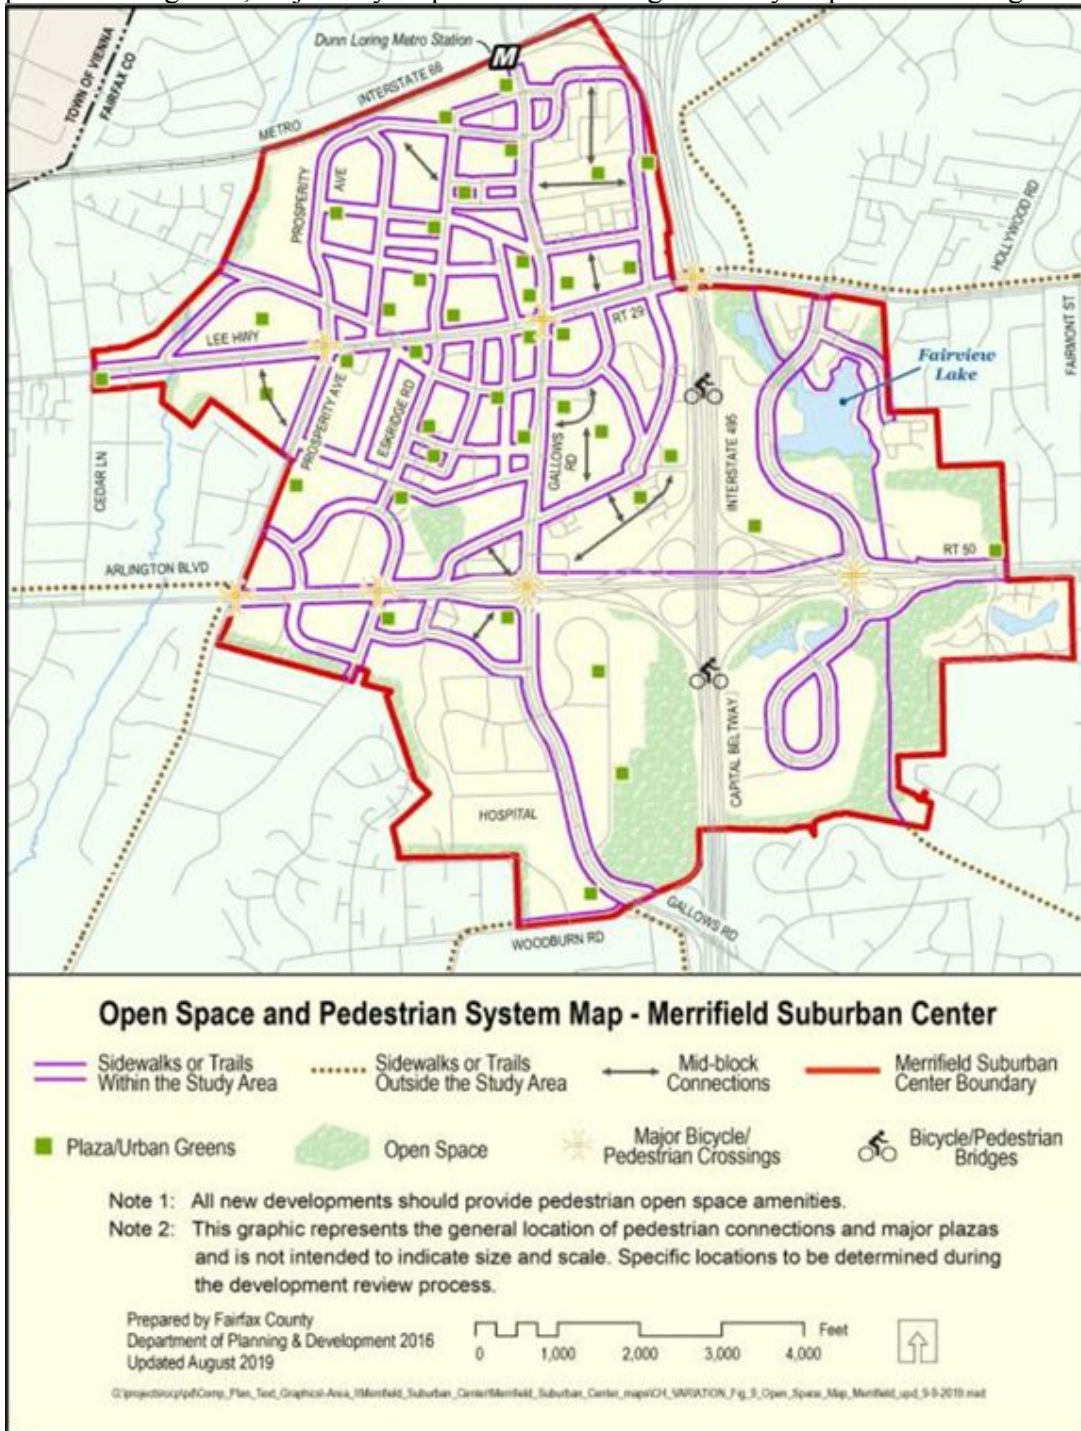 Dunn Loring Metro Station
M
TOWN OF VIENNA
FAIRFAX CO
METRO
INTERSTATE 66
PROSPERITY
AVE
HOLLYWOOD RD
FAIRMONT ST
LEE HWY
RT 29
Fairview
Lake
PROSPERITY AVE
ESKRIDGE RD
GALLOWS
RD
INTERSTATE 495
CEDAR LN
ARLINGTON BLVD
RT 50
CAPITAL BELTWAY
HOSPITAL
GALLOWS RD
WOODBURN RD
Open Space and Pedestrian System Map - Merrifield Suburban Center
Sidewalks or Trails
Within the Study Area
Sidewalks or Trails
Outside the Study Area
Mid-block
Connections
Merrifield Suburban
Center Boundary
Plaza/Urban Greens
Open Space
Major Bicycle/
Pedestrian Crossings
Bicycle/Pedestrian
Bridges
Note 1: All new developments should provide pedestrian open space amenities.
Note 2: This graphic represents the general location of pedestrian connections and major plazas
and is not intended to indicate size and scale. Specific locations to be determined during
the development review process.
Prepared by Fairfax County
Department of Planning & Development 2016
Updated August 2019
Feet
0 1,000 2,000 3,000 4,000